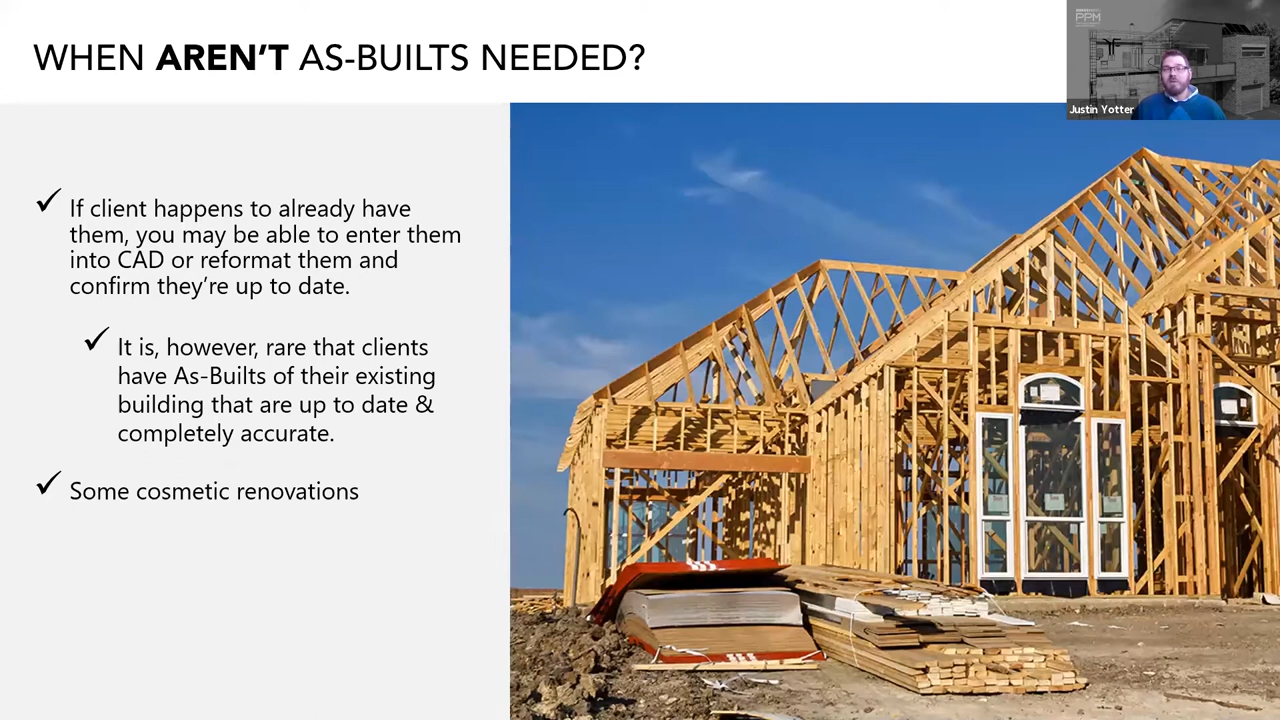 WHEN AREN'T AS-BUILTS NEEDED?
PPM
Justin Yotter
If client happens to already have
them, you may be able to enter them
into CAD or reformat them and
confirm they're up to date.
It is, however, rare that clients
have As-Builts of their existing
building that are up to date &
completely accurate.
Some cosmetic renovations